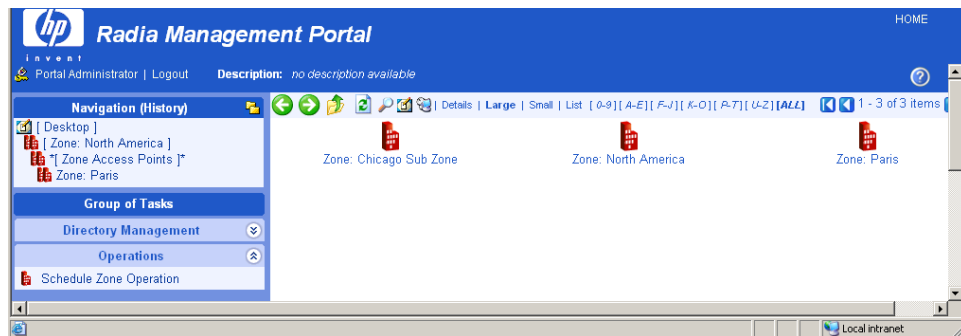 HOME
hp
Radia Management Portal
invent
Portal Administrator | Logout Description: no description available
Navigation (History)
[ Desktop ]
[ Zone: North America ]
*[ Zone Access Points ]*
Zone: Paris
Group of Tasks
Directory Management
Operations
Schedule Zone Operation
Details | Large | Small | List [ 0-9 ] [ A-E ] [ F-J ] [ K-O ] [ P-T ] [ U-Z ] [ALL] 1 - 3 of 3 items
Zone: Chicago Sub Zone Zone: North America Zone: Paris
Local intranet